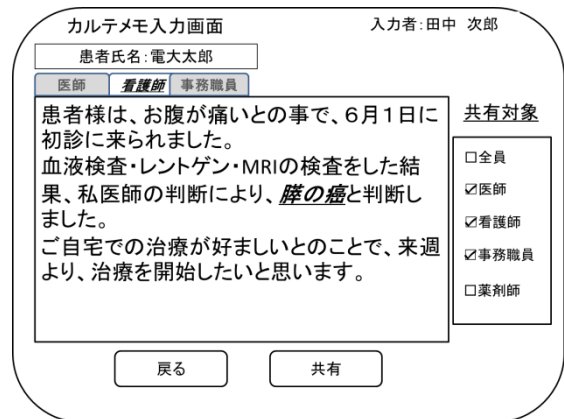 カルテメモ入力画面
入力者:田中 次郎
患者氏名:電大太郎
医師 看護師 事務職員
患者様は、お腹が痛いとの事で、6月1日に
初診に来られました。
血液検査・レントゲン・MRIの検査をした結
果、私医師の判断により、膵の癌と判断し
ました。
ご自宅での治療が好ましいとのことで、来週
より、治療を開始したいと思います。
共有対象
□全員
☑医師
☑看護師
☑事務職員
□薬剤師
戻る
共有